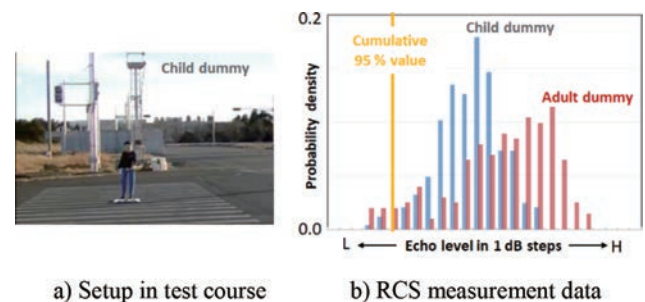 Child dummy
0.2
Cumulative
95 % value
Child dummy
Adult dummy
Probability density
0.0
L
Echo level in 1 dB steps
H
a) Setup in test course
b) RCS measurement data